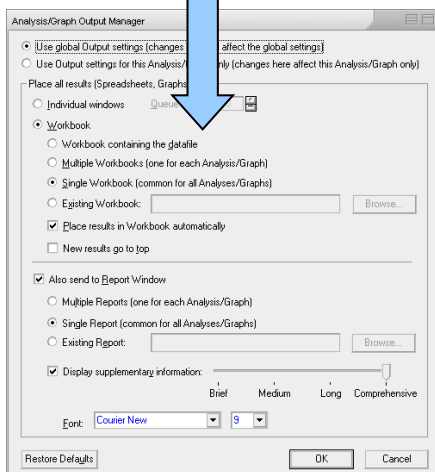 Analysis/Graph Output Manager
Use global Output settings (changes affect the global settings)
Use Output settings for this Analysis/ nly (changes here affect this Analysis/Graph only)
Place all results (Spreadsheets, Graphs
Individual windows Queue
Workbook
Workbook containing the datafile
Multiple Workbooks (one for each Analysis/Graph)
Single Workbook (common for all Analyses/Graphs)
Existing Workbook: Browse...
Place results in Workbook automatically
New results go to top
Also send to Report Window
Multiple Reports (one for each Analysis/Graph)
Single Report (common for all Analyses/Graphs)
Existing Report: Browse...
Display supplementary information:
Brief Medium Long Comprehensive
Font: Courier New 9
Restore Defaults OK Cancel